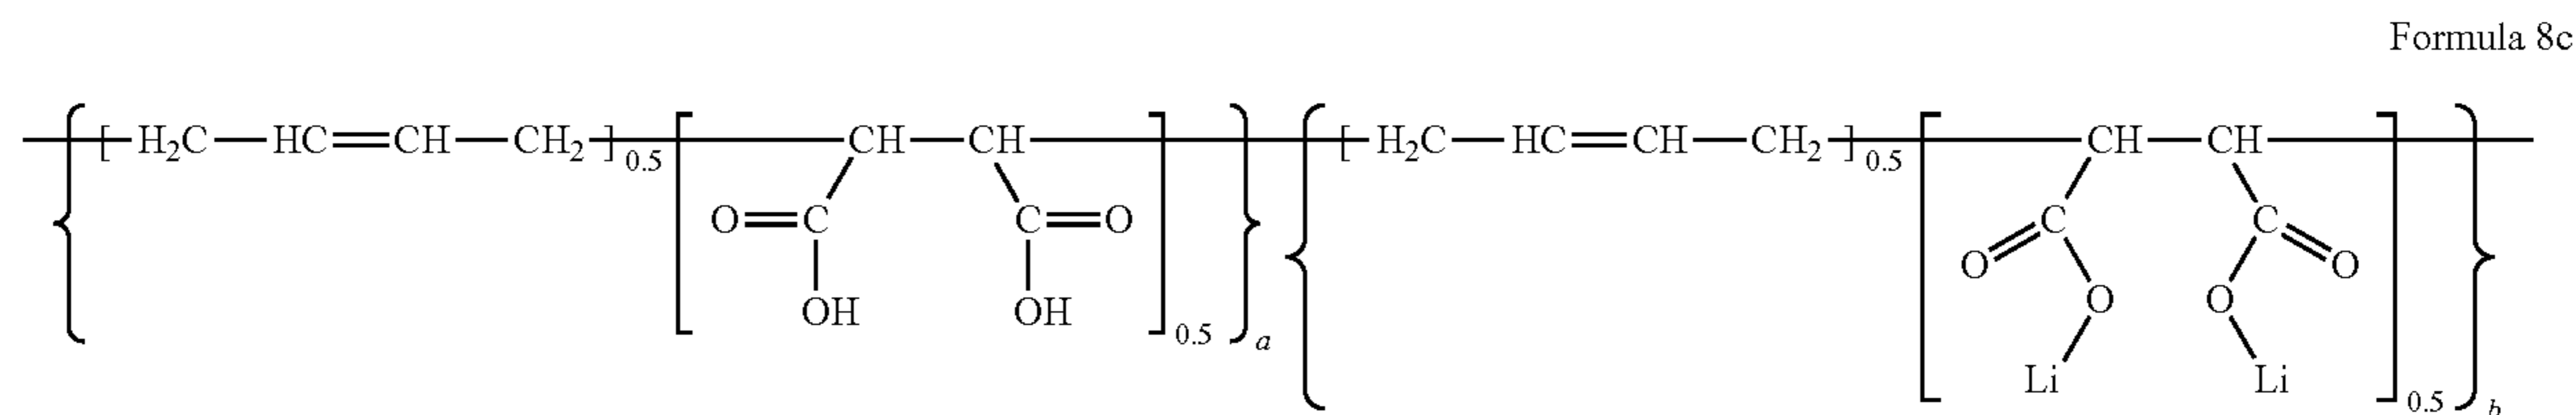 Formula 8c
[ H₂C HC CH CH₂ ]0.5 [ CH CH ]0.5 a [ H₂C HC CH CH₂ ]0.5 [ CH CH ]0.5 b
O C C O C C
O O
OH OH O O
Li Li